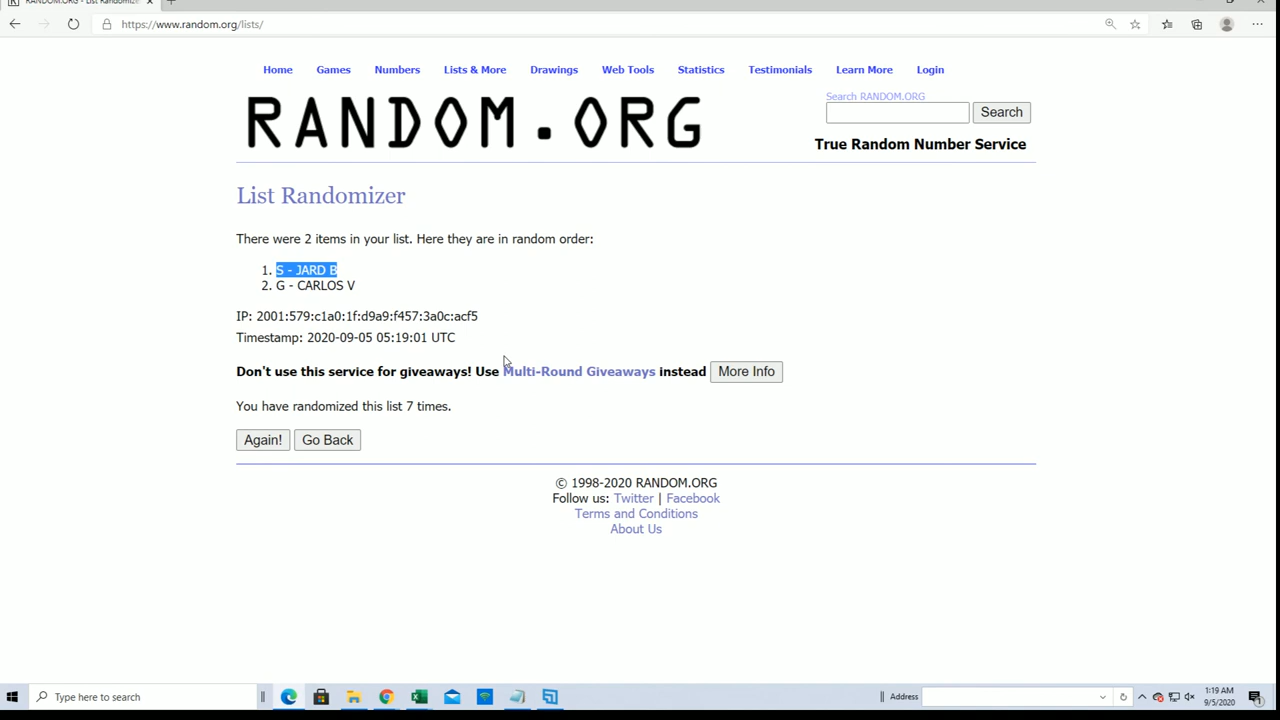 RANDOM.ORG - List Randomizer
https://www.random.org/lists/
Home Games Numbers Lists & More Drawings Web Tools Statistics Testimonials Learn More Login
RANDOM.ORG
Search RANDOM.ORG
Search
True Random Number Service
List Randomizer
There were 2 items in your list. Here they are in random order:
1. S - JARD B
2. G - CARLOS V
IP: 2001:579:c1a0:1f:d9a9:f457:3a0c:acf5
Timestamp: 2020-09-05 05:19:01 UTC
Don't use this service for giveaways! Use Multi-Round Giveaways instead More Info
You have randomized this list 7 times.
Again! Go Back
© 1998-2020 RANDOM.ORG
Follow us: Twitter | Facebook
Terms and Conditions
About Us
Type here to search
Address
1:19 AM
9/5/2020